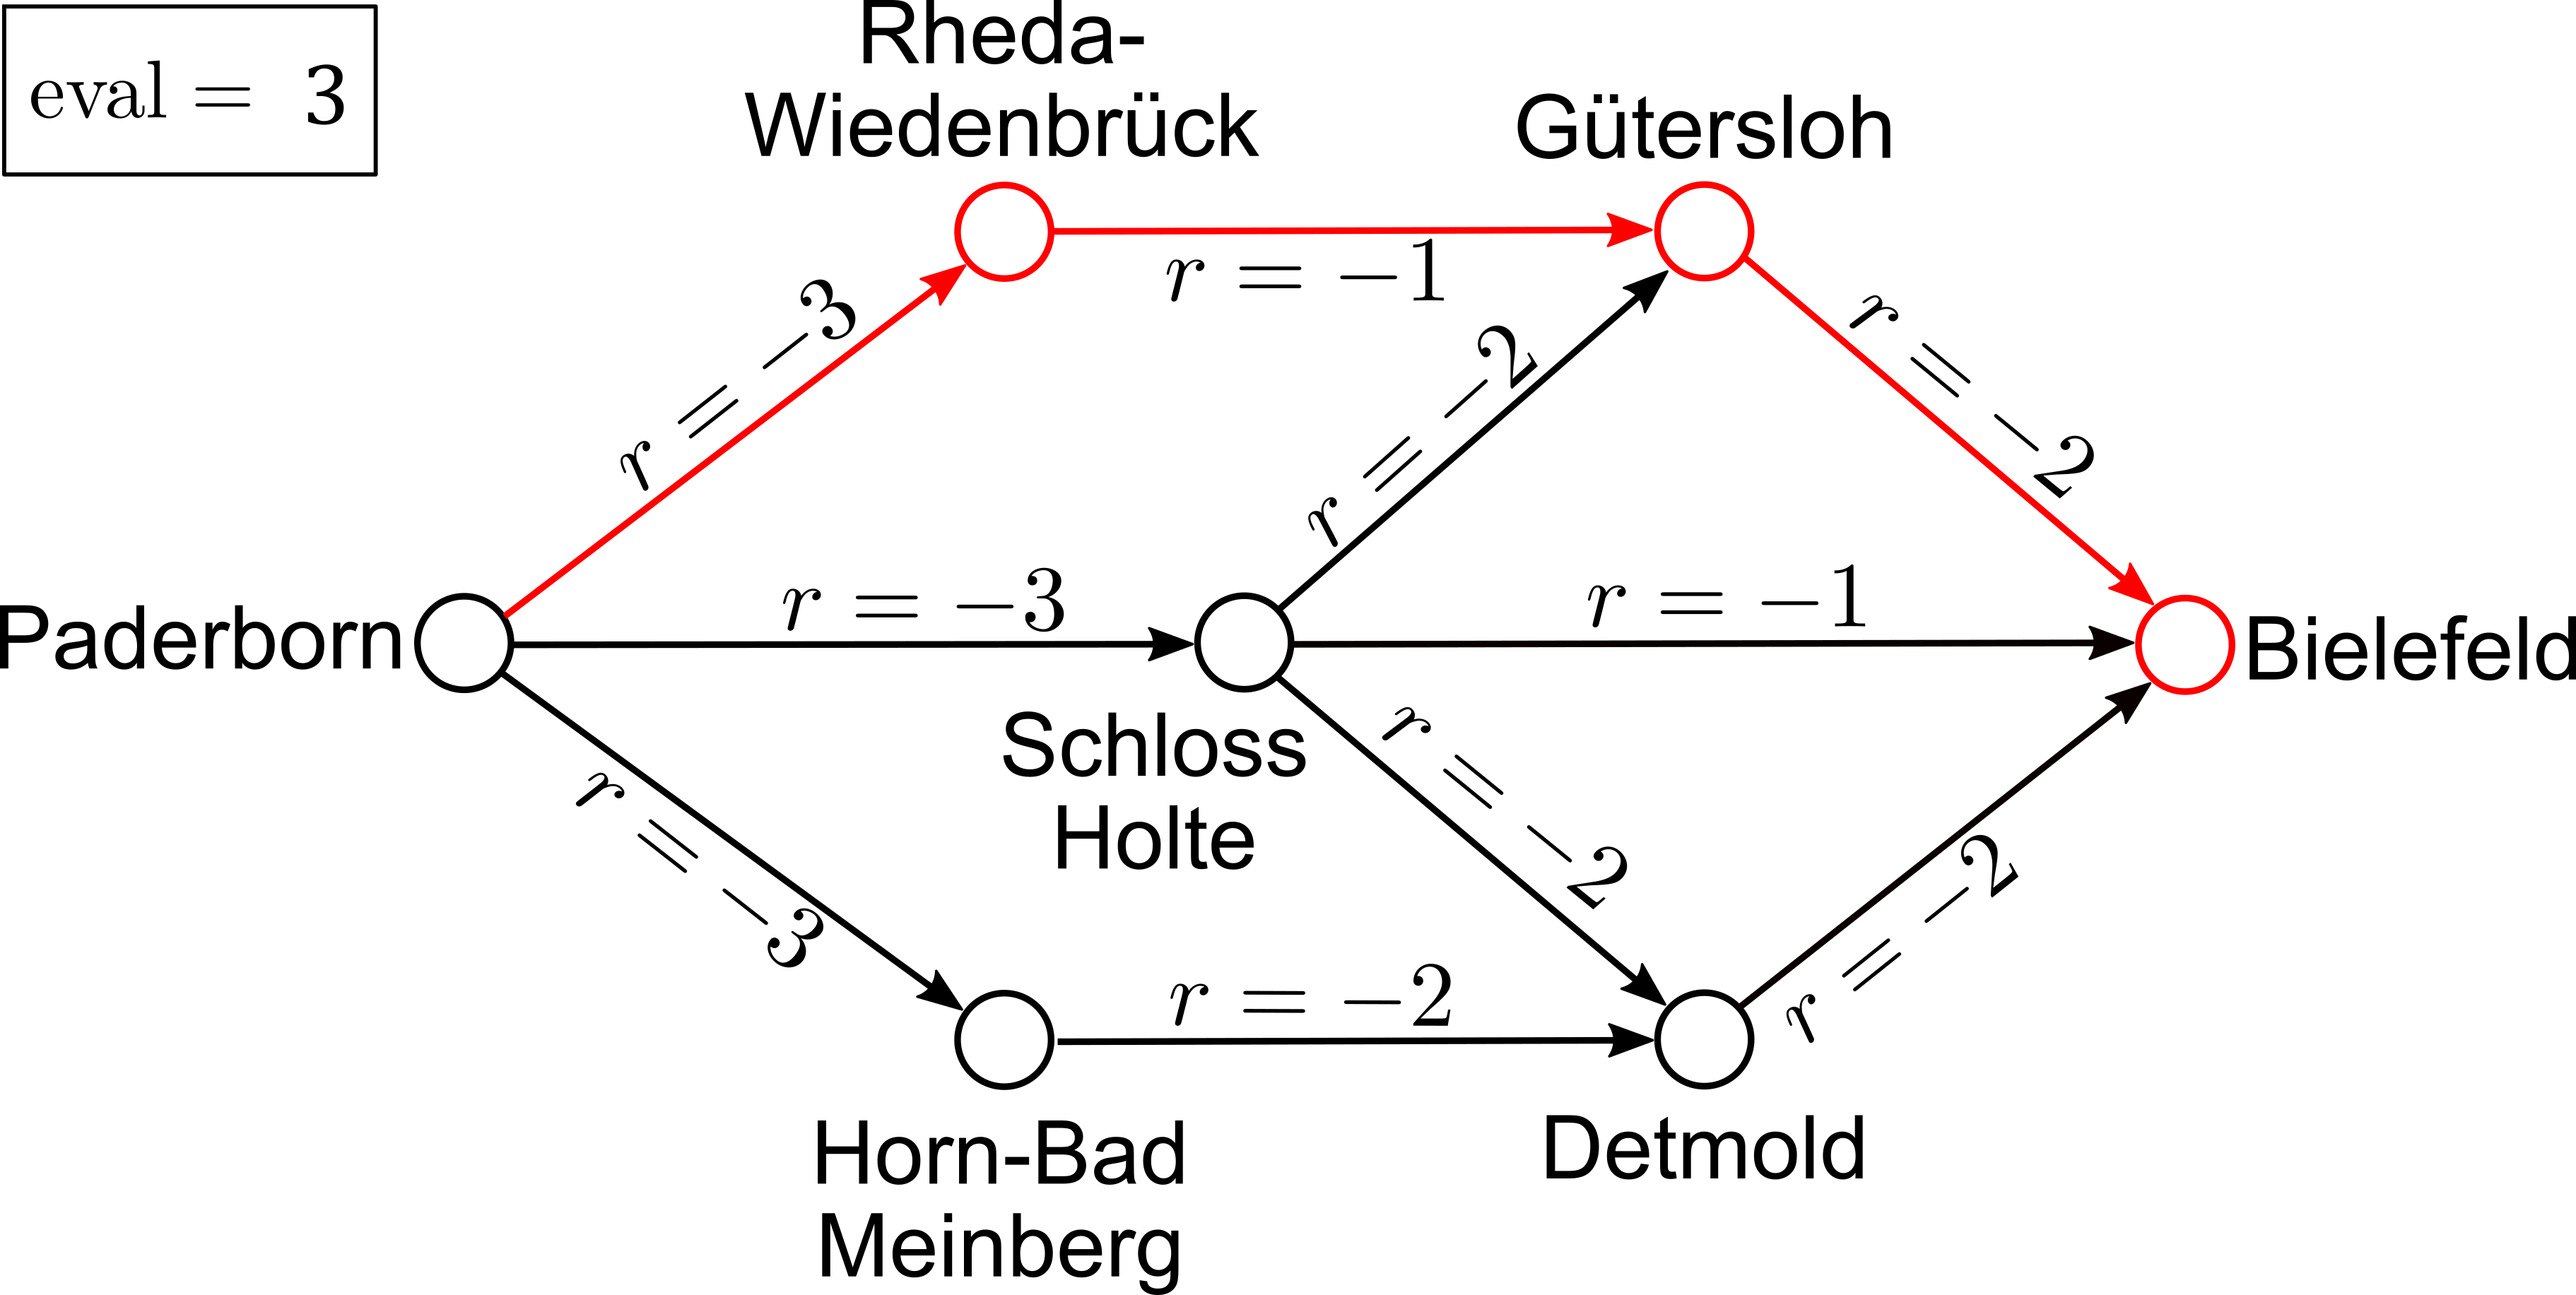 eval = 3
Rheda-
Wiedenbrück
Gütersloh
r = −3
r = −1
r = −2
r = −2
Paderborn
r = −3
r = −1
Bielefeld
Schloss
Holte
r = −3
r = −2
r = −2
r = −2
Horn-Bad
Meinberg
Detmold